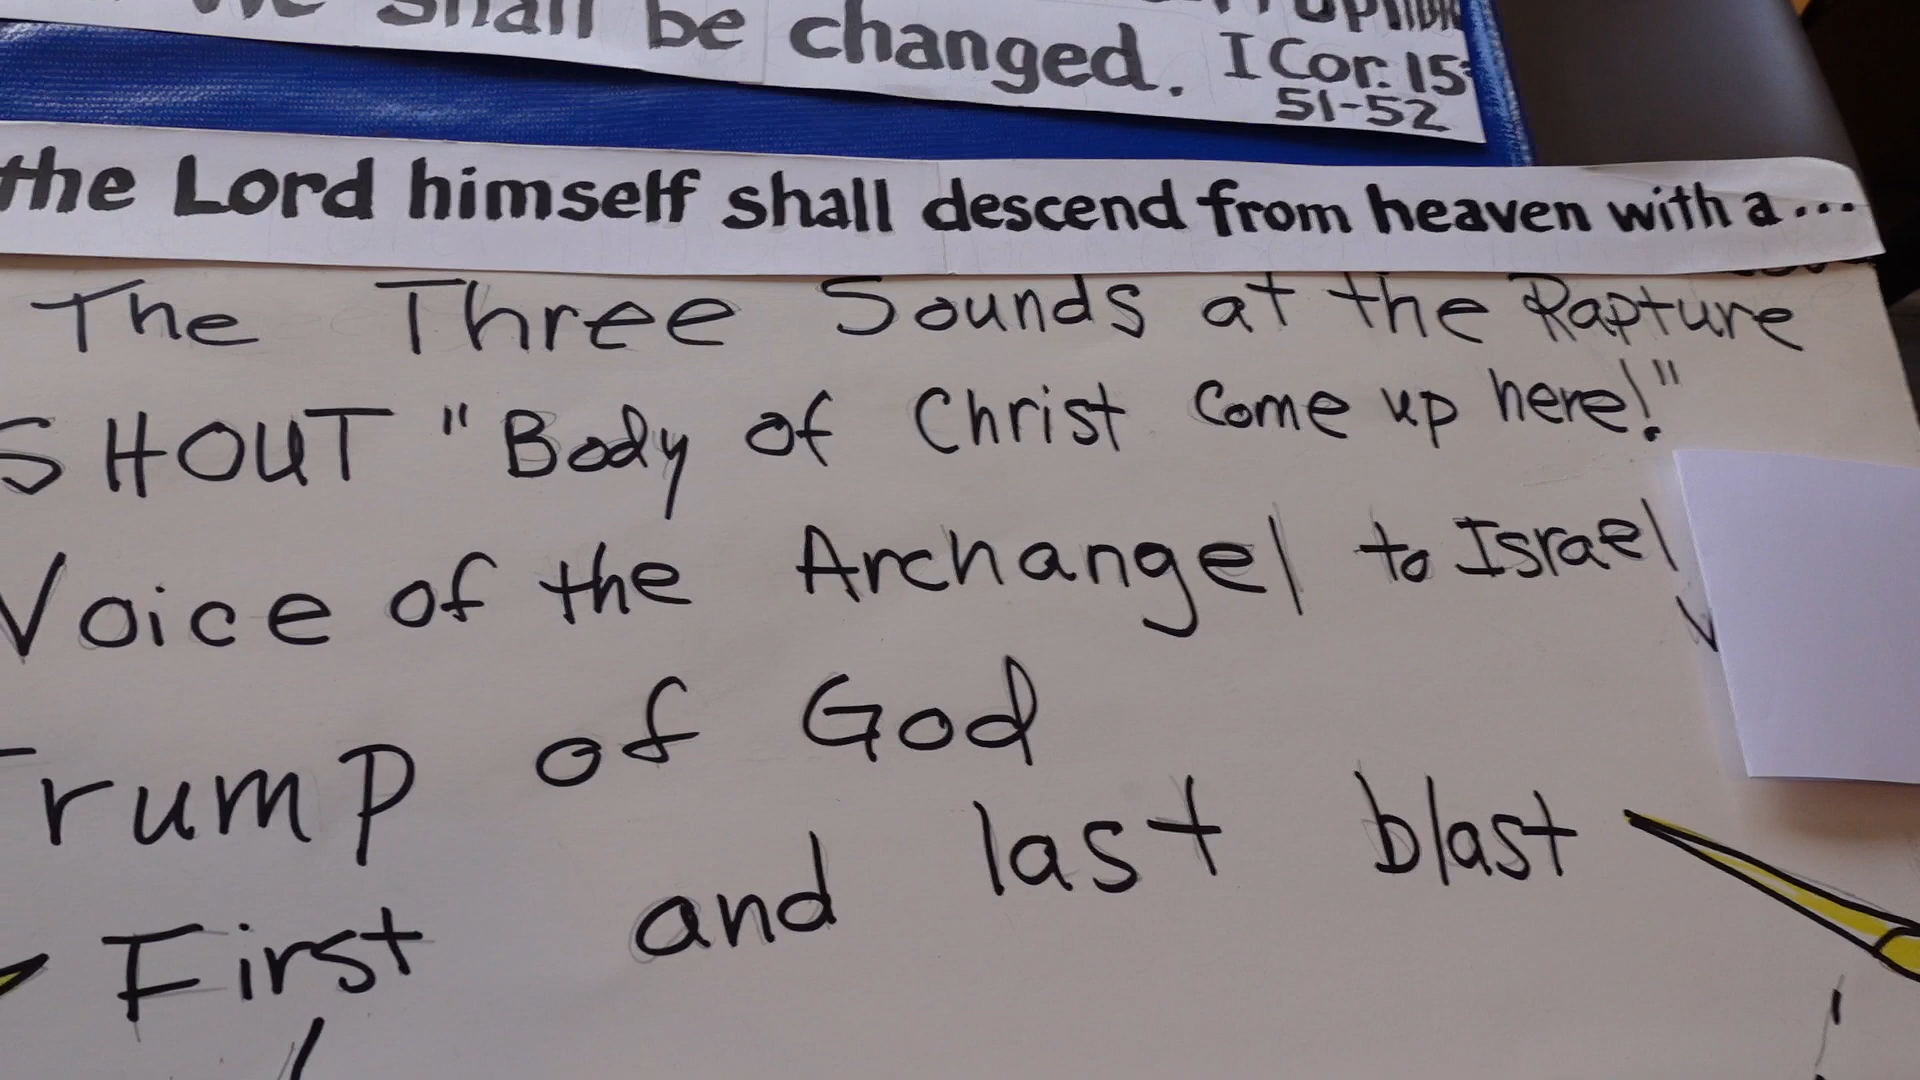 We shall be changed. I Cor. 15:
51-52
the Lord himself shall descend from heaven with a...
The Three Sounds at the Rapture
SHOUT "Body of Christ Come up here!"
Voice of the Archangel to Israel
Trump of God
First and last blast